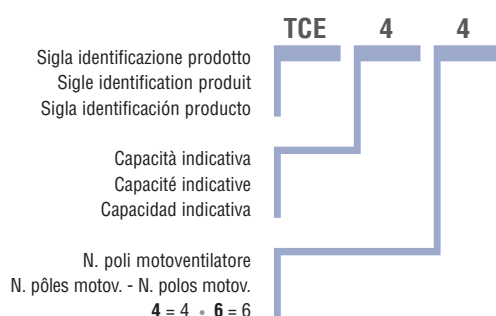 TCE 4 4
Sigla identificazione prodotto
Sigle identification produit
Sigla identificación producto
Capacità indicativa
Capacité indicative
Capacidad indicativa
N. poli motoventilatore
N. pôles motov. - N. polos motov.
4 = 4 • 6 = 6